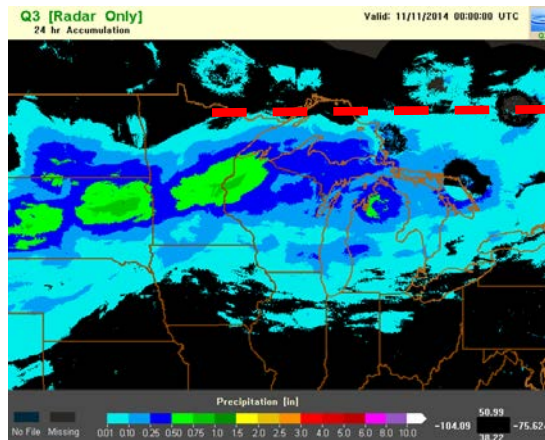 Q3 [Radar Only]
24 hr Accumulation
Valid: 11/11/2014 00:00:00 UTC
Precipitation [in]
No File Missing
0.01 0.10 0.25 0.50 0.75 1.0 1.5 2.0 2.5 3.0 4.0 5.0 6.0 8.0 10.0
50.99
-104.09 -75.62
38.22